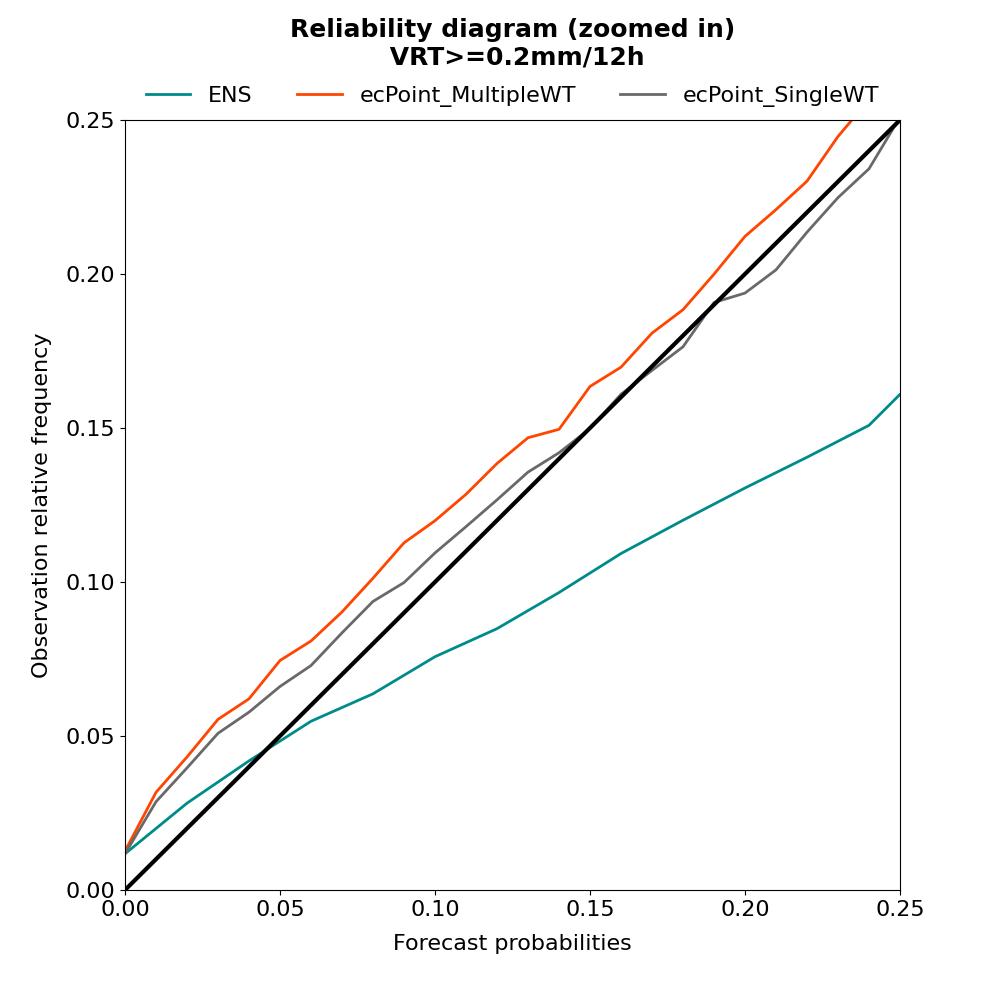 Reliability diagram (zoomed in)
VRT>=0.2mm/12h
ENS ecPoint_MultipleWT ecPoint_SingleWT
0.25
0.20
0.15
0.10
0.05
0.00
Observation relative frequency
0.00 0.05 0.10 0.15 0.20 0.25
Forecast probabilities